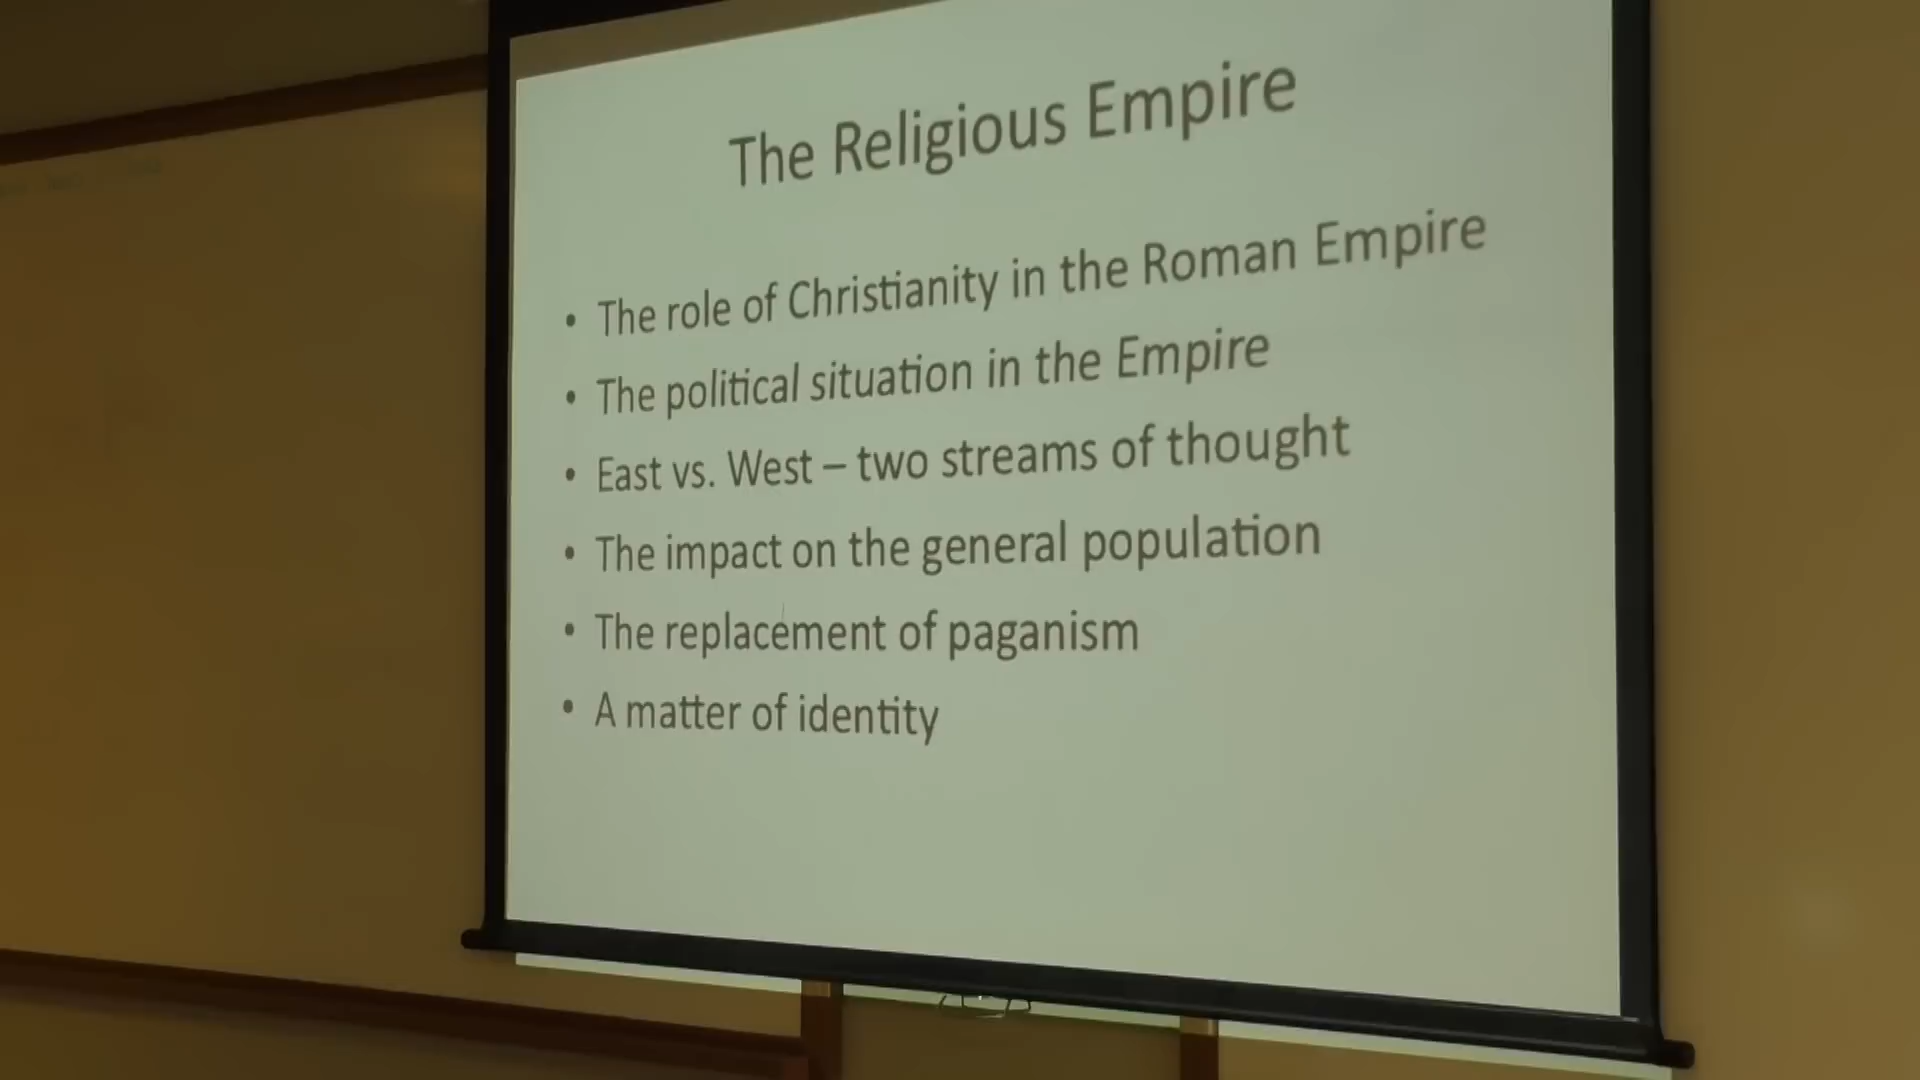 The Religious Empire
• The role of Christianity in the Roman Empire
• The political situation in the Empire
• East vs. West – two streams of thought
• The impact on the general population
• The replacement of paganism
• A matter of identity